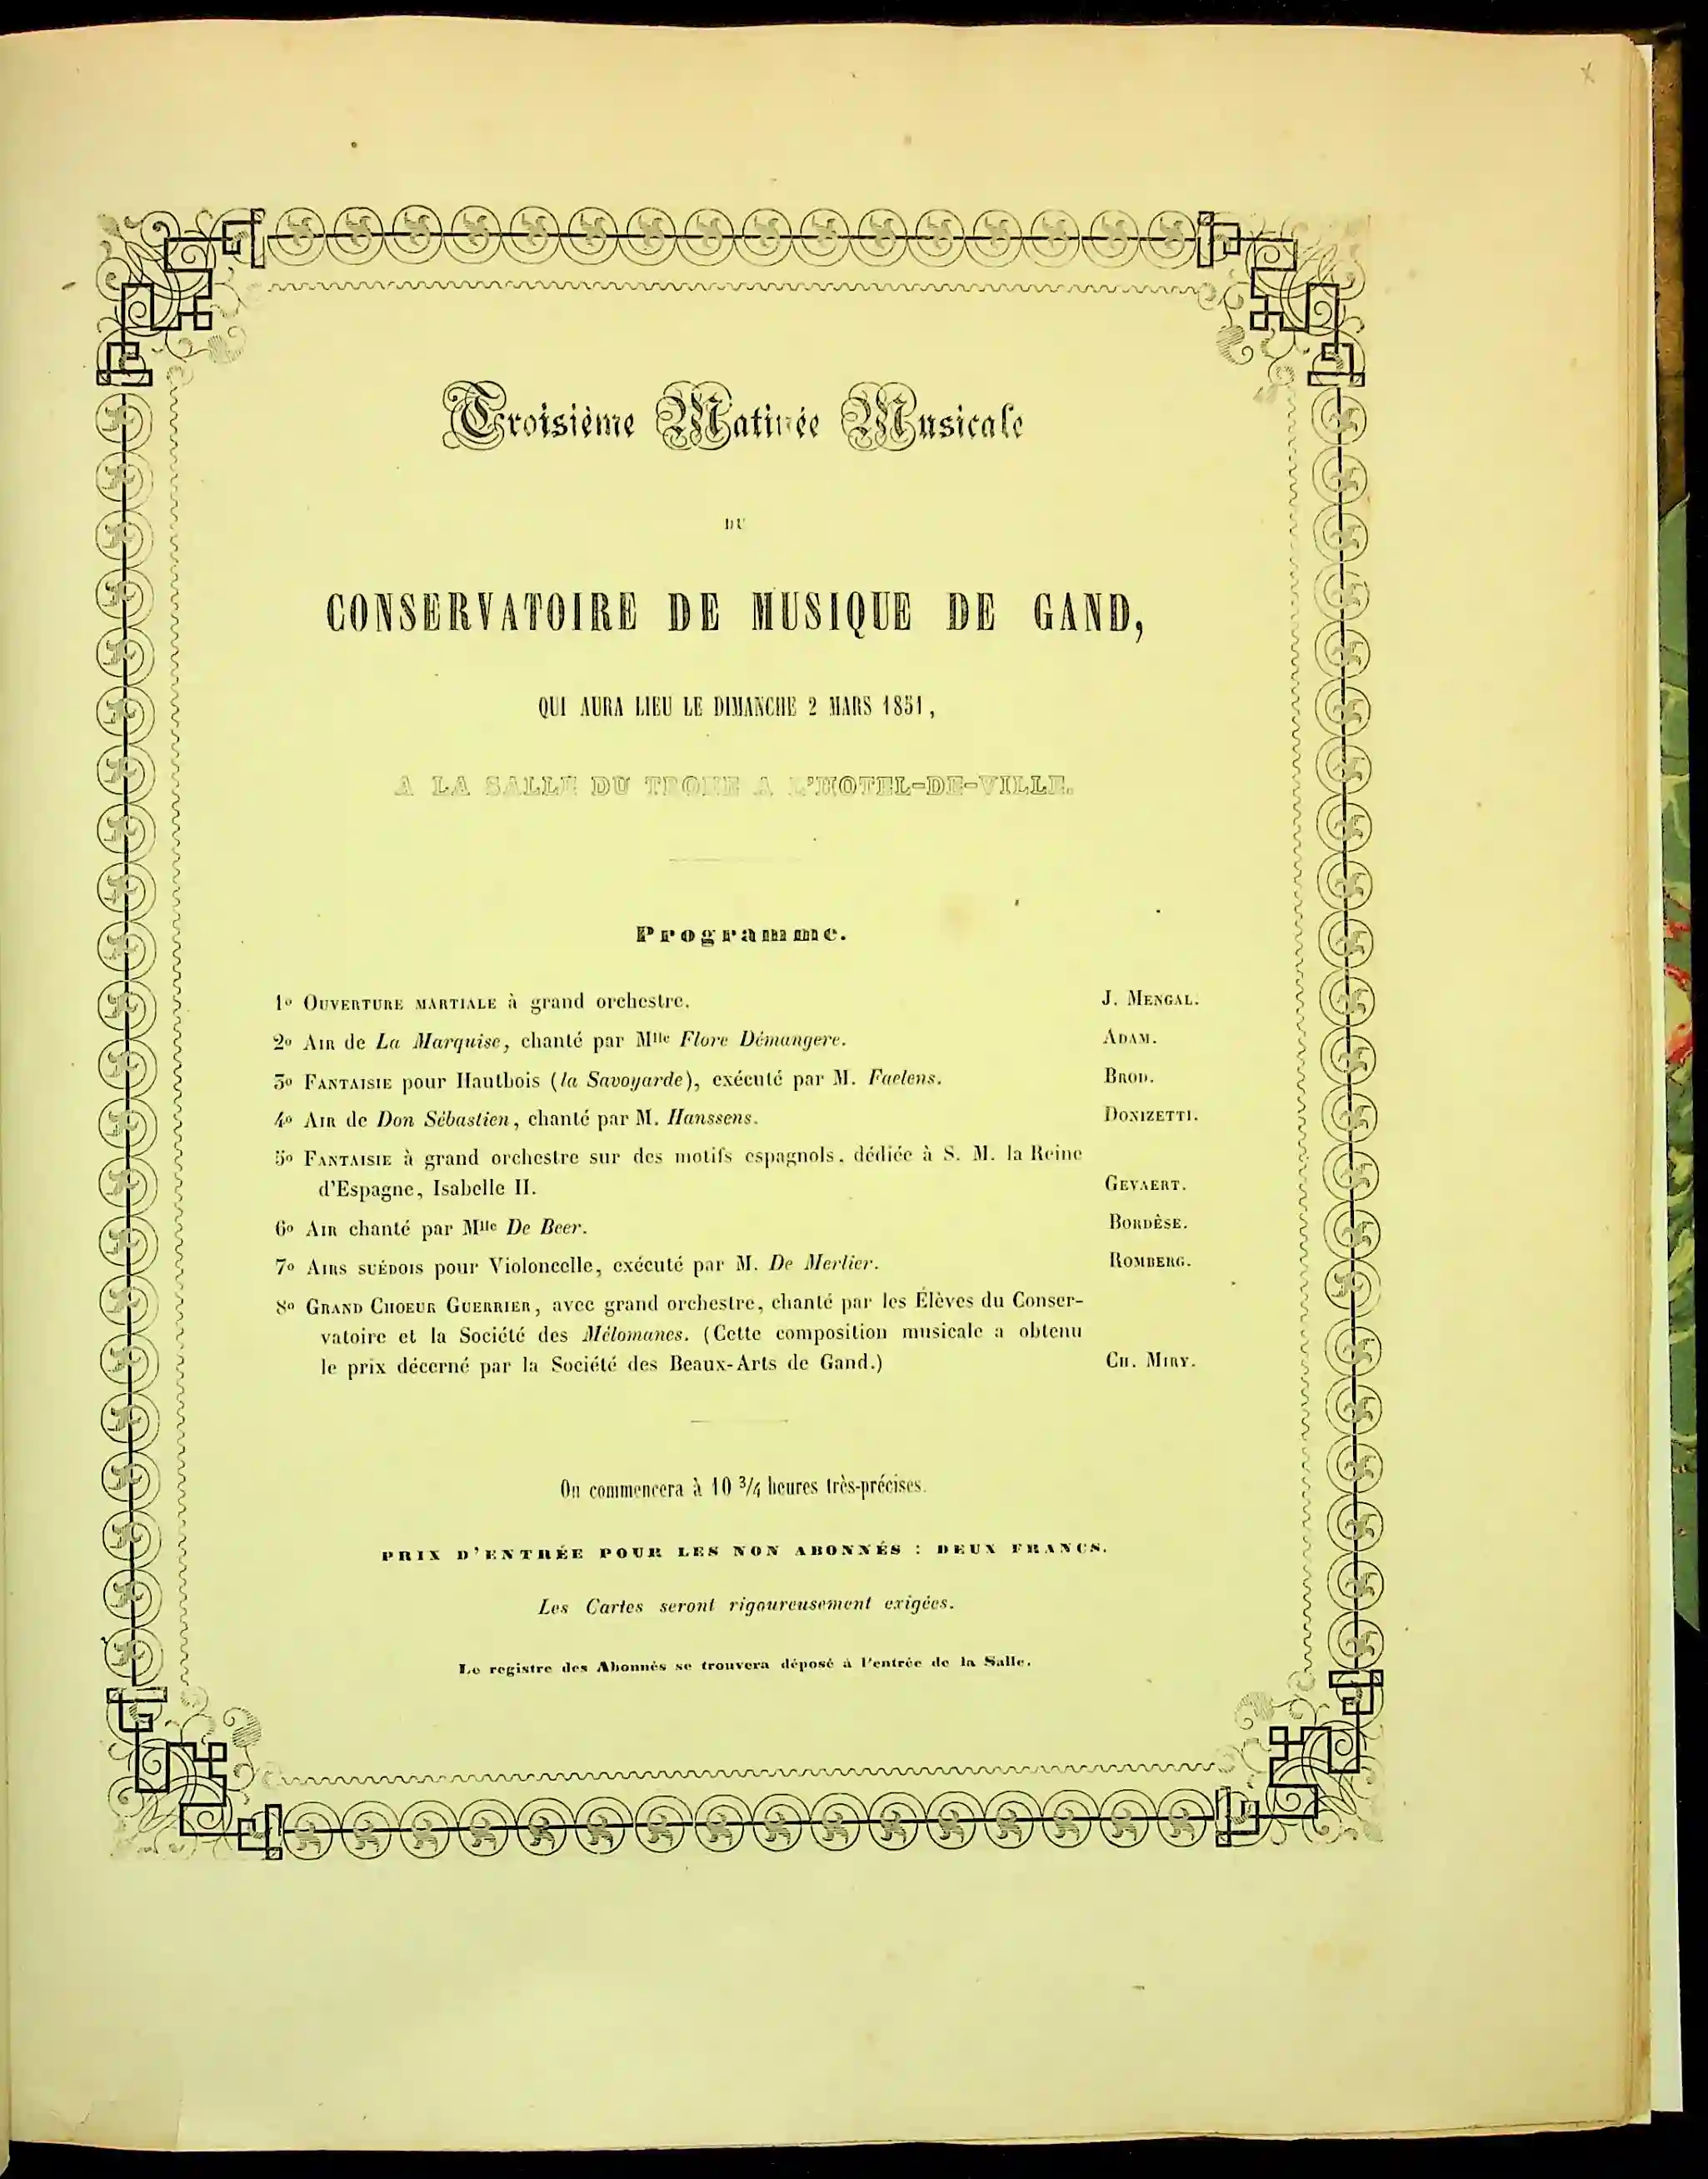 Troisième Matinée Musicale
DU
CONSERVATOIRE DE MUSIQUE DE GAND,
QUI AURA LIEU LE DIMANCHE 2 MARS 1851,
A LA SALLE DU TRONE A L'HOTEL-DE-VILLE.
Programme.
1º OUVERTURE MARTIALE à grand orchestre. J. MENGAL.
2º AIR de La Marquise, chanté par Mlle Flore Démangere. ADAM.
3º FANTAISIE pour Hautbois (la Savoyarde), exécuté par M. Faelens. BROD.
4º AIR de Don Sébastien, chanté par M. Hanssens. DONIZETTI.
5º FANTAISIE à grand orchestre sur des motifs espagnols, dédiée à S. M. la Reine
d'Espagne, Isabelle II. GEVAERT.
6º AIR chanté par Mlle De Beer. BORDÈSE.
7º AIRS SUÉDOIS pour Violoncelle, exécuté par M. De Merlier. ROMBERG.
8º GRAND CHOEUR GUERRIER, avec grand orchestre, chanté par les Élèves du Conser-
vatoire et la Société des Mélomanes. (Cette composition musicale a obtenu
le prix décerné par la Société des Beaux-Arts de Gand.) CH. MIRY.
On commencera à 10 3/4 heures très-précises.
PRIX D'ENTRÉE POUR LES NON ABONNÉS : DEUX FRANCS.
Les Cartes seront rigoureusement exigées.
Le registre des Abonnés se trouvera déposé à l'entrée de la Salle.